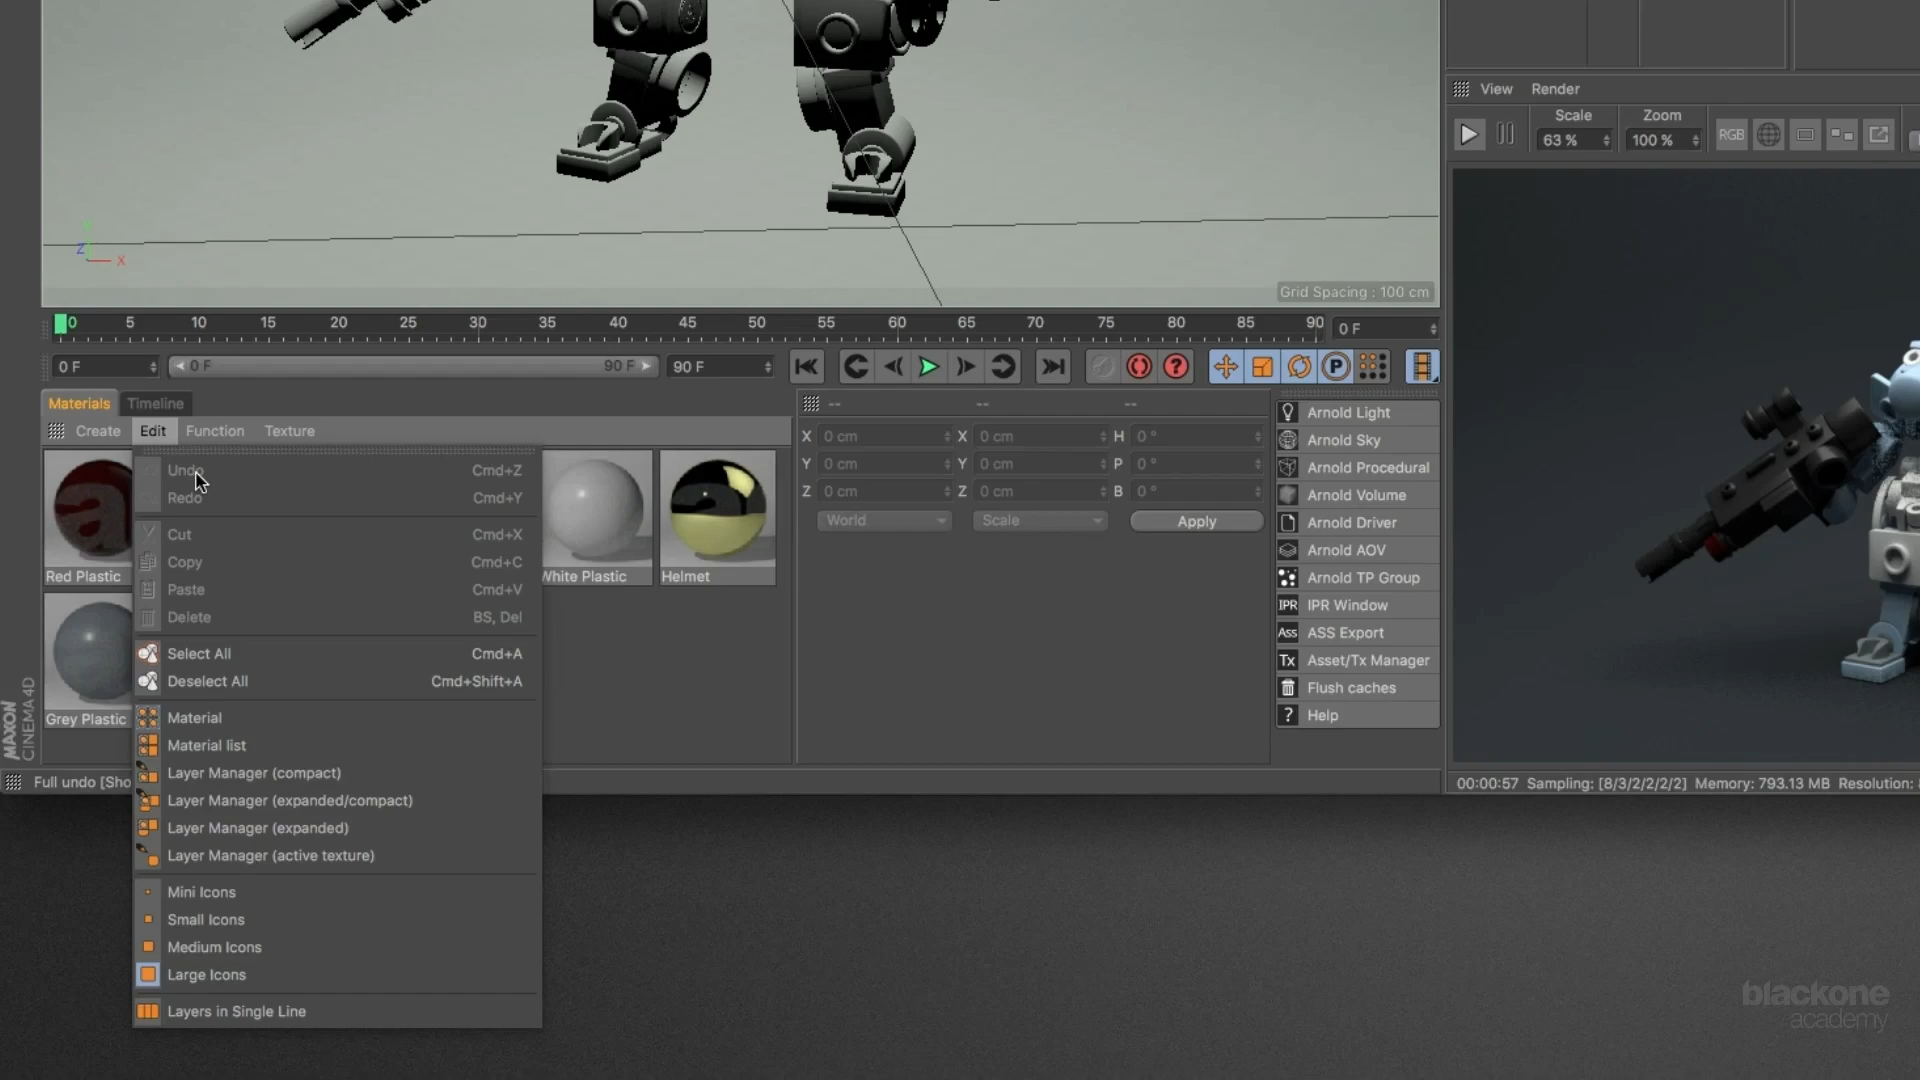 View Render
Scale Zoom
63 % 100 % RGB
Y
Z X
Grid Spacing : 100 cm
0 5 10 15 20 25 30 35 40 45 50 55 60 65 70 75 80 85 90 0 F
0 F 0 F 90 F 90 F
P
Materials Timeline
Create Edit Function Texture
-- -- --
Undo Cmd+Z
Redo Cmd+Y
Cut Cmd+X
Copy Cmd+C
Paste Cmd+V
Delete BS, Del
Select All Cmd+A
Deselect All Cmd+Shift+A
Material
Material list
Layer Manager (compact)
Layer Manager (expanded/compact)
Layer Manager (expanded)
Layer Manager (active texture)
Mini Icons
Small Icons
Medium Icons
Large Icons
Layers in Single Line
a
Red Plastic
White Plastic
Helmet
Grey Plastic
X 0 cm X 0 cm H 0 °
Y 0 cm Y 0 cm P 0 °
Z 0 cm Z 0 cm B 0 °
World Scale Apply
Arnold Light
Arnold Sky
Arnold Procedural
Arnold Volume
Arnold Driver
Arnold AOV
Arnold TP Group
IPR IPR Window
Ass ASS Export
Tx Asset/Tx Manager
Flush caches
? Help
MAXON
CINEMA 4D
Full undo [Sho
00:00:57 Sampling: [8/3/2/2/2/2] Memory: 793.13 MB Resolution:
blackone
academy